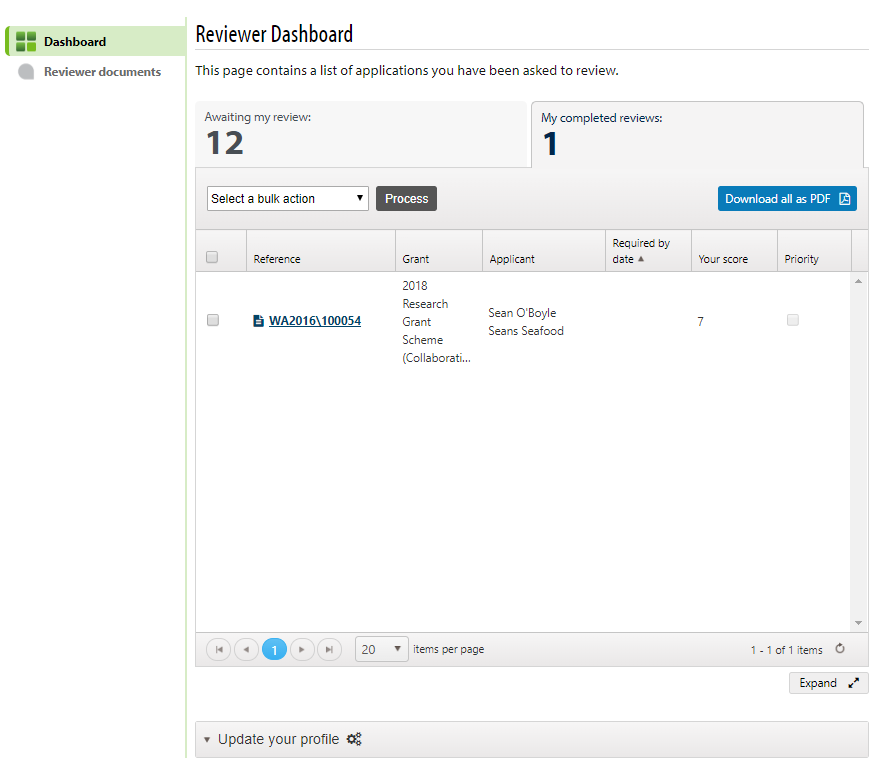 Dashboard
Reviewer documents
Reviewer Dashboard
This page contains a list of applications you have been asked to review.
Awaiting my review:
12
My completed reviews:
1
Select a bulk action
Process
Download all as PDF
Reference
Grant
Applicant
Required by
date
Your score
Priority
WA2016\100054
2018
Research
Grant
Scheme
(Collaborati...
Sean O'Boyle
Seans Seafood
7
1
20
items per page
1 - 1 of 1 items
Expand
Update your profile